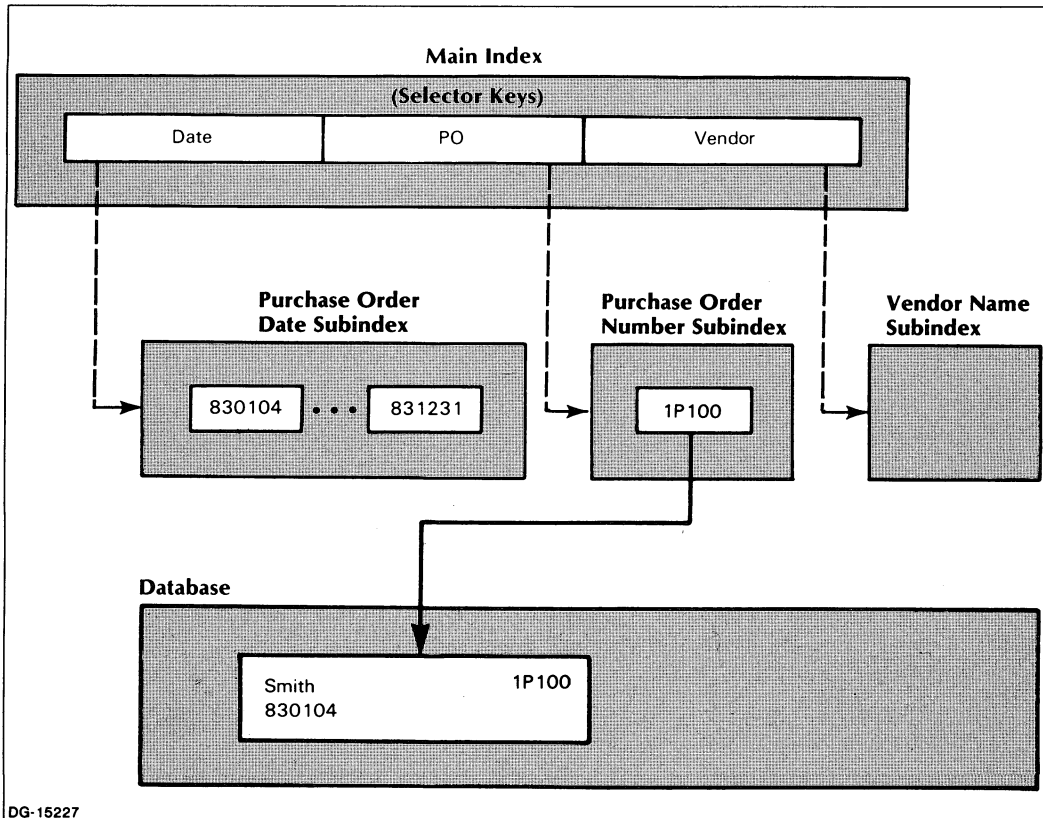 Main Index
(Selector Keys)
Date
PO
Vendor
Purchase Order
Date Subindex
Purchase Order
Number Subindex
Vendor Name
Subindex
830104
• • •
831231
1P100
Database
Smith
1P100
830104
DG-15227